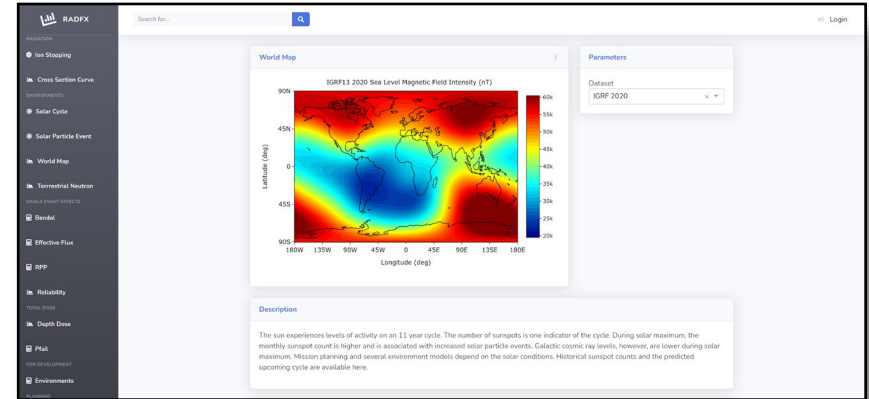 RADFX
Search for...
Login
RADIATION
Ion Stopping
Cross Section Curve
ENVIRONMENTS
Solar Cycle
Solar Particle Event
World Map
Terrrestrial Neutron
SINGLE EVENT EFFECTS
Bendel
Effective Flux
RPP
Reliability
TOTAL DOSE
Depth Dose
Pfail
FOR DEVELOPMENT
Environments
PLANNING
World Map
IGRF13 2020 Sea Level Magnetic Field Intensity (nT)
90N
45N
0
45S
90S
Latitude (deg)
180W 135W 90W 45W 0 45E 90E 135E 180E
Longitude (deg)
60k
55k
50k
45k
40k
35k
30k
25k
20k
Parameters
Dataset
IGRF 2020
Description
The sun experiences levels of activity on an 11 year cycle. The number of sunspots is one indicator of the cycle. During solar maximum, the
monthly sunspot count is higher and is associated with increased solar particle events. Galactic cosmic ray levels, however, are lower during solar
maximum. Mission planning and several environment models depend on the solar conditions. Historical sunspot counts and the predicted
upcoming cycle are available here.